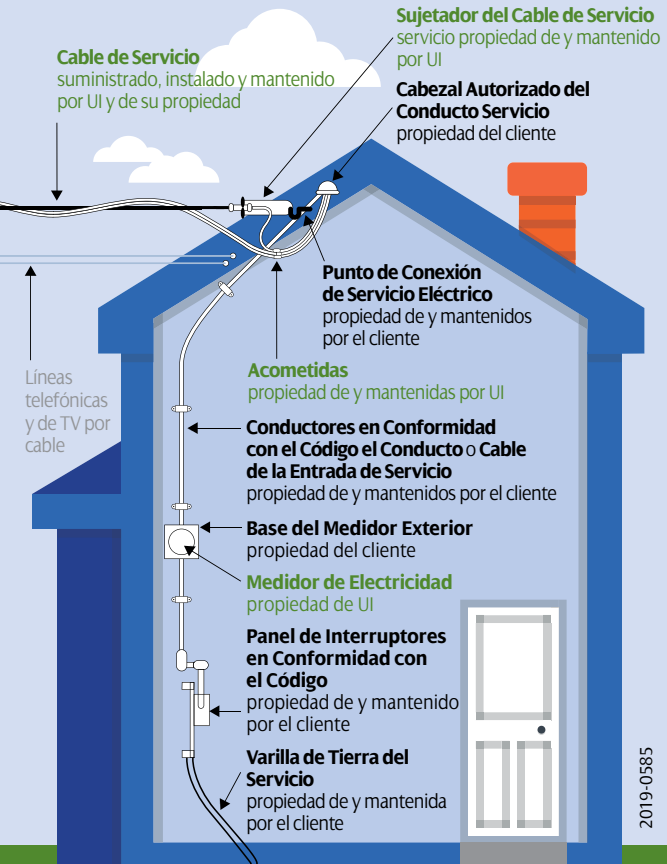 Sujetador del Cable de Servicio
servicio propiedad de y mantenido
por UI
Cable de Servicio
suministrado, instalado y mantenido
por UI y de su propiedad
Cabezal Autorizado del
Conducto Servicio
propiedad del cliente
Punto de Conexión
de Servicio Eléctrico
propiedad de y mantenidos
por el cliente
Líneas
telefónicas
y de TV por
cable
Acometidas
propiedad de y mantenidas por UI
Conductores en Conformidad
con el Código el Conducto o Cable
de la Entrada de Servicio
propiedad de y mantenidos por el cliente
Base del Medidor Exterior
propiedad del cliente
Medidor de Electricidad
propiedad de UI
Panel de Interruptores
en Conformidad con
el Código
propiedad de y mantenido
por el cliente
Varilla de Tierra del
Servicio
propiedad de y mantenida
por el cliente
2019-0585